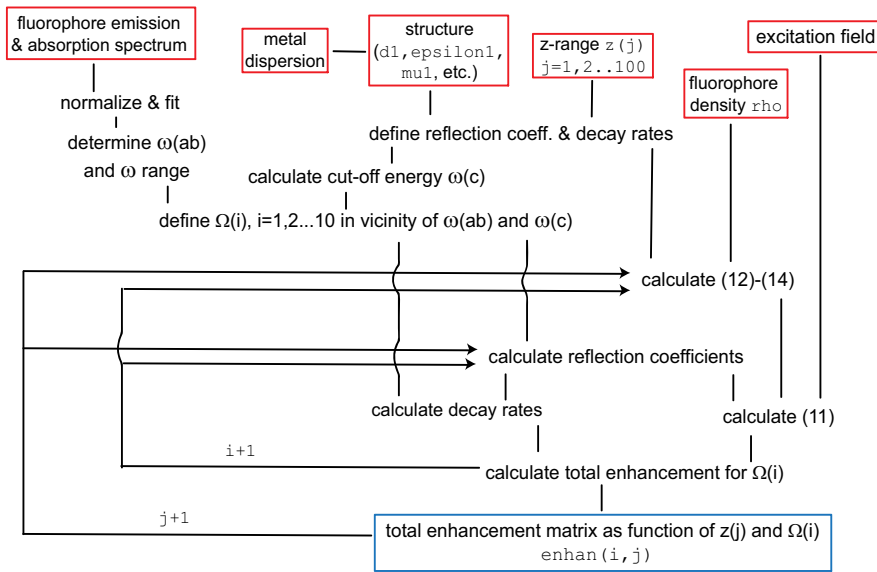 fluorophore emission
& absorption spectrum
metal
dispersion
structure
(d1,epsilon1,
mu1, etc.)
z-range z(j)
j=1,2..100
excitation field
fluorophore
density rho
normalize & fit
define reflection coeff. & decay rates
determine ω(ab)
and ω range
calculate cut-off energy ω(c)
define Ω(i), i=1,2...10 in vicinity of ω(ab) and ω(c)
calculate (12)-(14)
calculate reflection coefficients
calculate decay rates
calculate (11)
i+1
calculate total enhancement for Ω(i)
j+1
total enhancement matrix as function of z(j) and Ω(i)
enhan(i,j)